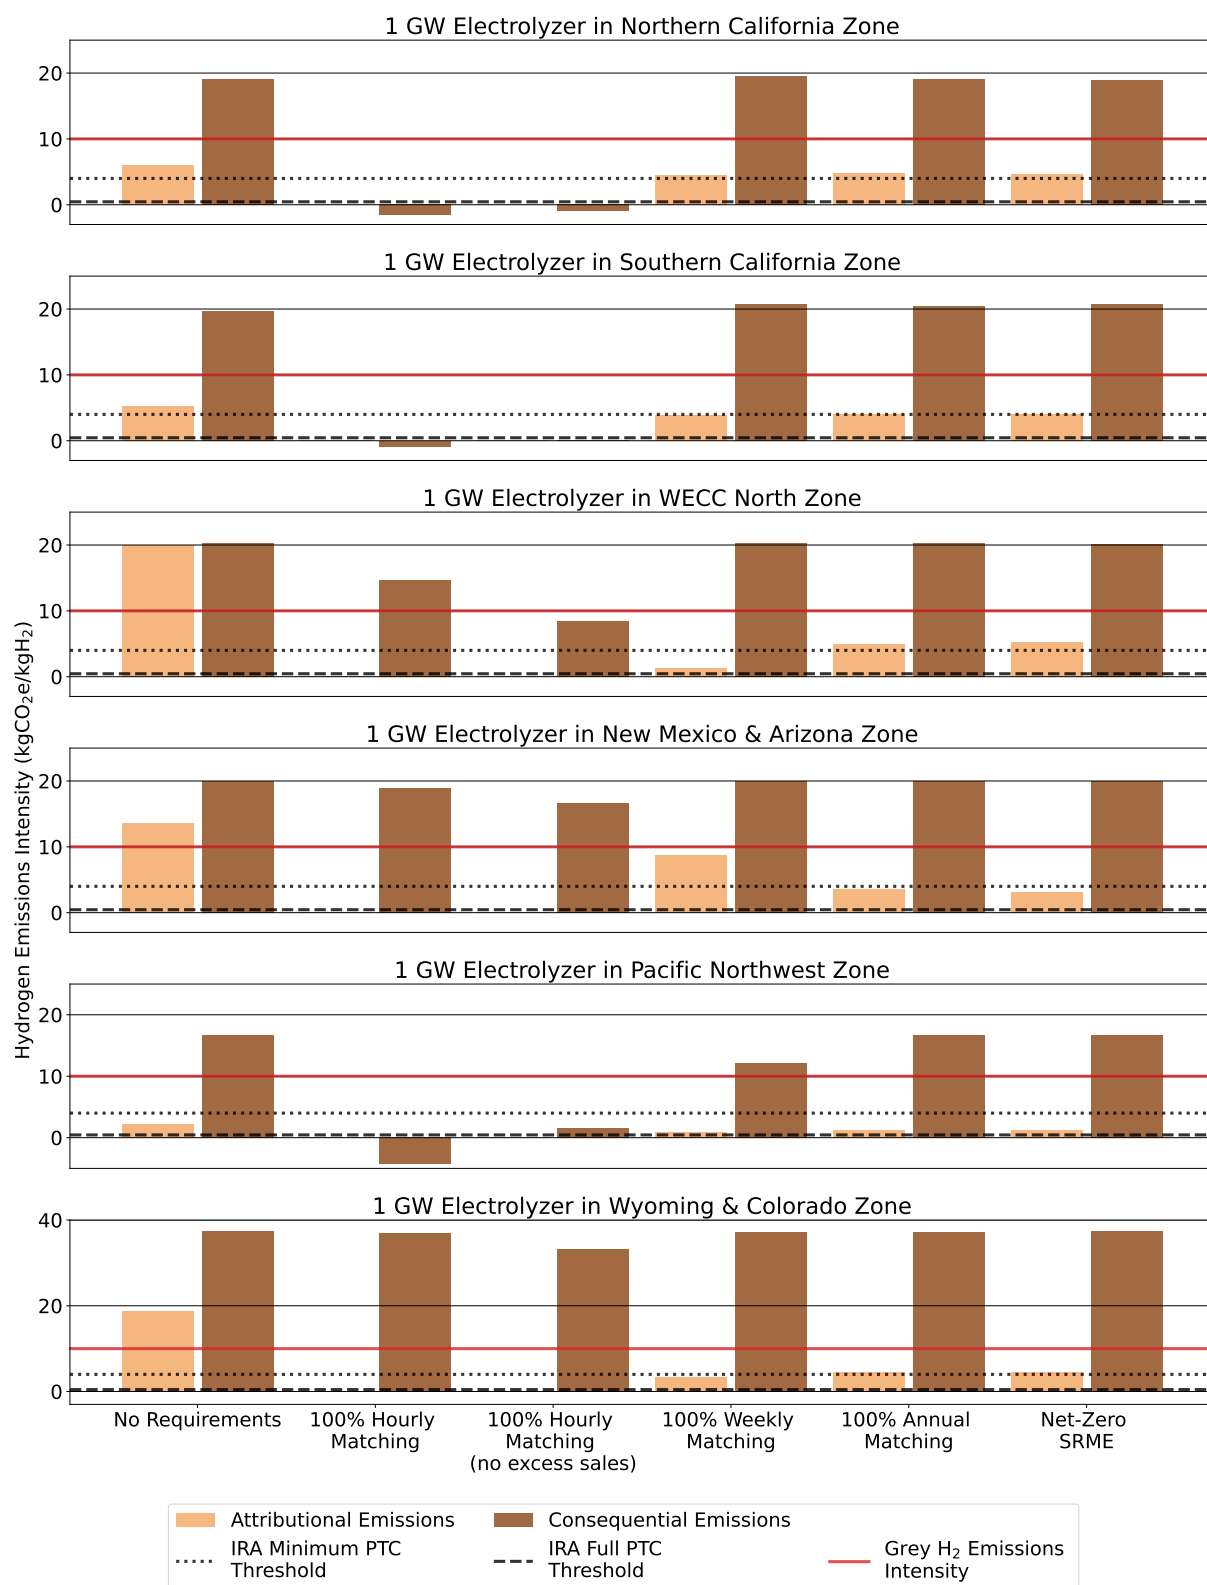 1 GW Electrolyzer in Northern California Zone
20
10
0
1 GW Electrolyzer in Southern California Zone
20
10
0
1 GW Electrolyzer in WECC North Zone
20
10
0
1 GW Electrolyzer in New Mexico & Arizona Zone
20
10
0
1 GW Electrolyzer in Pacific Northwest Zone
20
10
0
1 GW Electrolyzer in Wyoming & Colorado Zone
40
20
0
Hydrogen Emissions Intensity (kgCO₂e/kgH₂)
No Requirements
100% Hourly
Matching
100% Hourly
Matching
(no excess sales)
100% Weekly
Matching
100% Annual
Matching
Net-Zero
SRME
Attributional Emissions
Consequential Emissions
IRA Minimum PTC
Threshold
IRA Full PTC
Threshold
Grey H₂ Emissions
Intensity